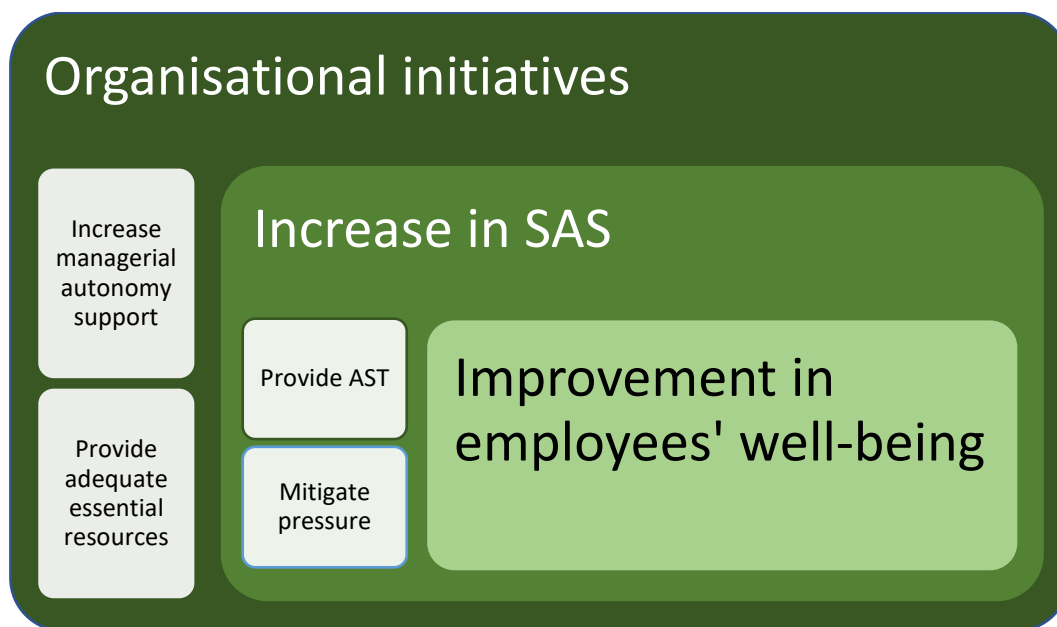 Organisational initiatives
Increase
managerial
autonomy
support
Provide
adequate
essential
resources
Increase in SAS
Provide AST
Mitigate
pressure
Improvement in
employees' well-being